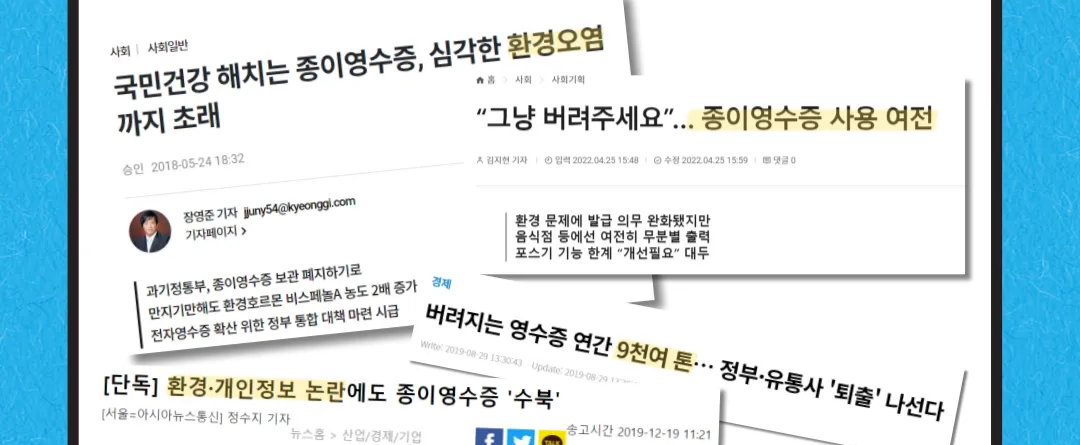 사회 | 사회일반
국민건강 해치는 종이영수증, 심각한 환경오염
까지 초래
승인 2018-05-24 18:32
장영준 기자 jjuny54@kyeonggi.com
기자페이지 >
과기정통부, 종이영수증 보관 폐지하기로
만지기만해도 환경호르몬 비스페놀A 농도 2배 증가
전자영수증 확산 위한 정부 통합 대책 마련 시급
홈 > 사회 > 사회기획
“그냥 버려주세요”... 종이영수증 사용 여전
김지현 기자 | 입력 2022.04.25 15:48 | 수정 2022.04.25 15:59 | 댓글 0
환경 문제에 발급 의무 완화됐지만
음식점 등에선 여전히 무분별 출력
포스기 기능 한계 “개선필요” 대두
경제
버려지는 영수증 연간 9천여 톤… 정부·유통사 '퇴출' 나선다
Write: 2019-08-29 13:30:43 Update: 2019-08-29 13:30
[단독] 환경·개인정보 논란에도 종이영수증 '수북'
[서울=아시아뉴스통신] 정수지 기자
뉴스홈 > 산업/경제/기업
송고시간 2019-12-19 11:21
TALK